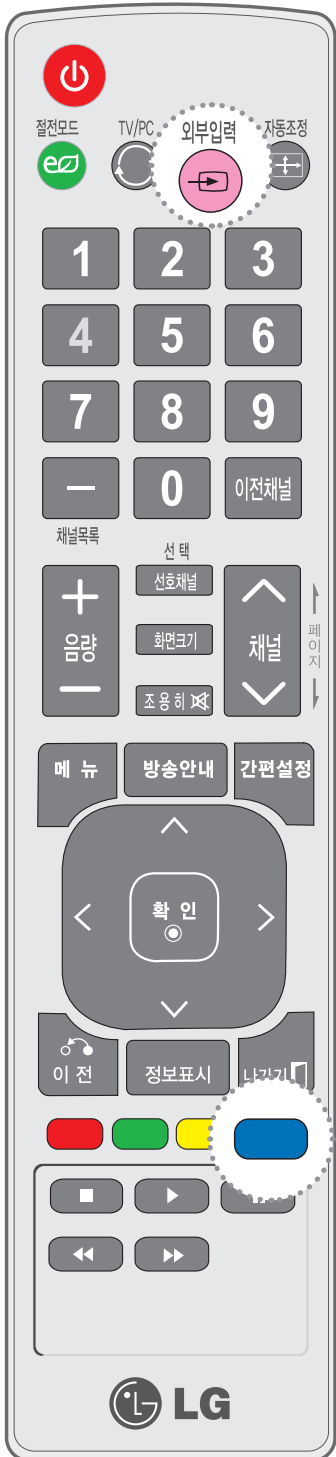 절전모드 TV/PC 외부입력 자동조정
1 2 3
4 5 6
7 8 9
0 이전채널
채널목록
선택
선호채널
음량 화면크기 채널 페이지
조용히
메뉴 방송안내 간편설정
확인
이전 정보표시 나가기
LG